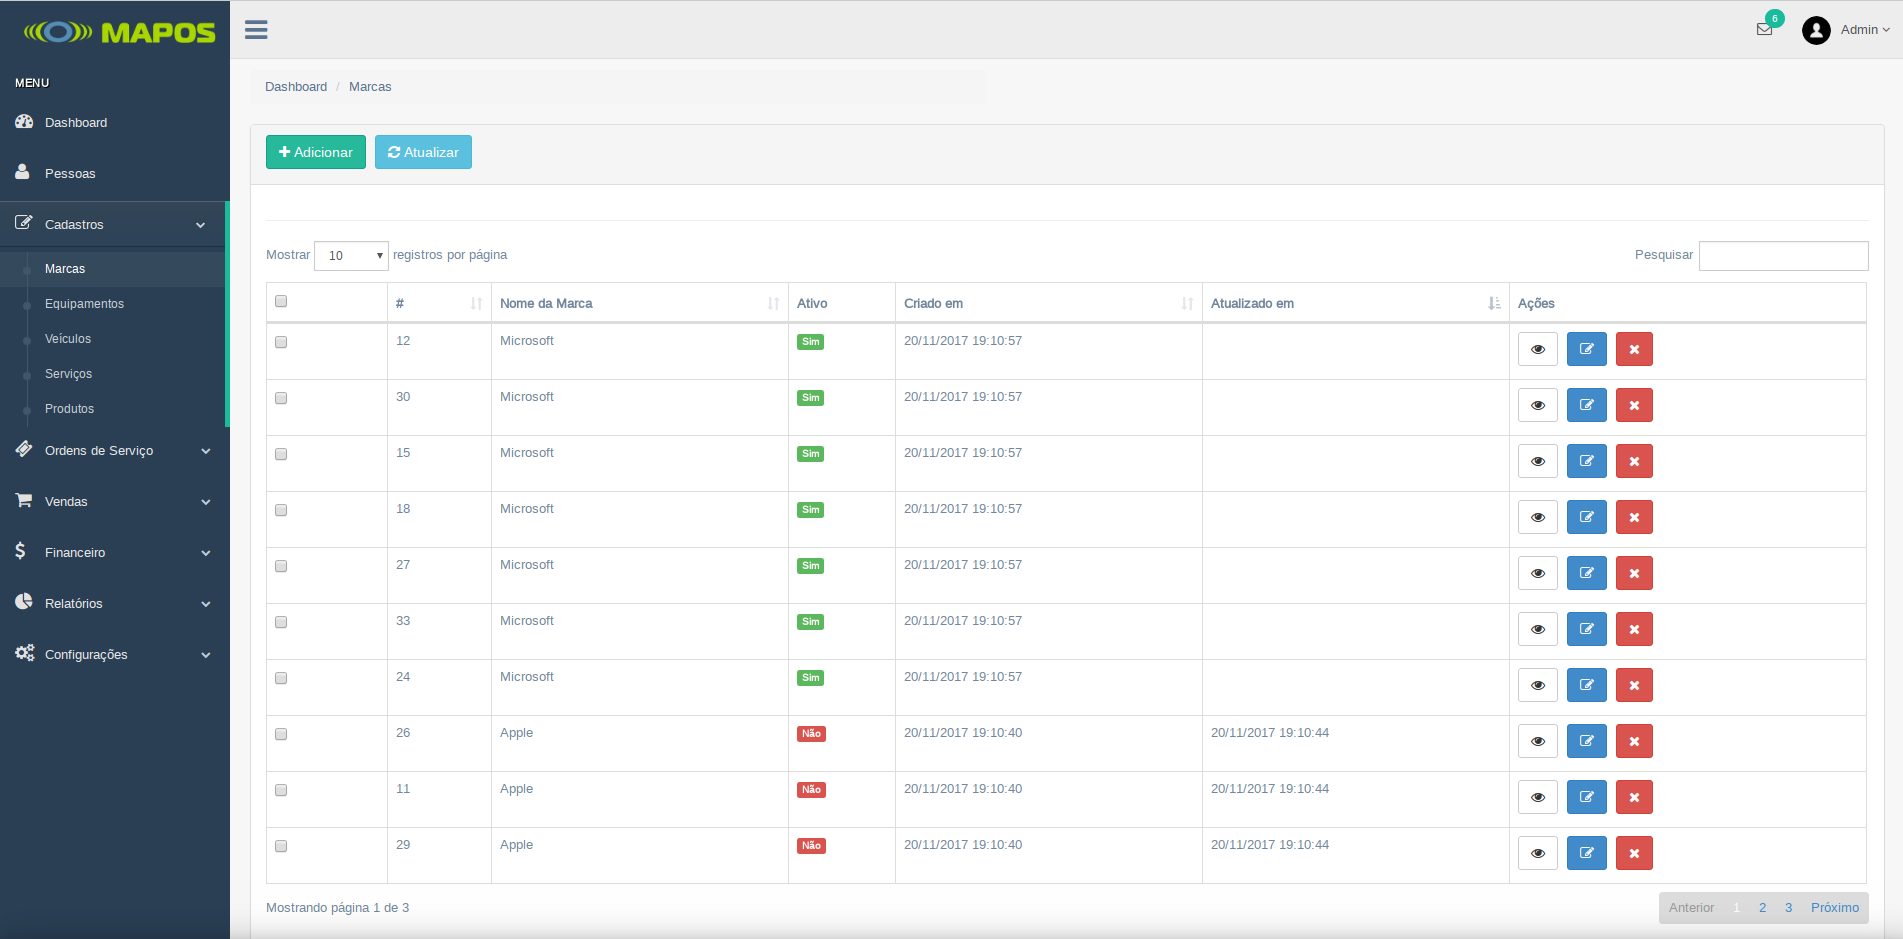 MAPOS
6
Admin
MENU
Dashboard
Pessoas
Cadastros
Marcas
Equipamentos
Veículos
Serviços
Produtos
Ordens de Serviço
Vendas
Financeiro
Relatórios
Configurações
Dashboard / Marcas
Adicionar Atualizar
Mostrar 10 registros por página Pesquisar
# Nome da Marca Ativo Criado em Atualizado em Ações
12 Microsoft Sim 20/11/2017 19:10:57
30 Microsoft Sim 20/11/2017 19:10:57
15 Microsoft Sim 20/11/2017 19:10:57
18 Microsoft Sim 20/11/2017 19:10:57
27 Microsoft Sim 20/11/2017 19:10:57
33 Microsoft Sim 20/11/2017 19:10:57
24 Microsoft Sim 20/11/2017 19:10:57
26 Apple Não 20/11/2017 19:10:40 20/11/2017 19:10:44
11 Apple Não 20/11/2017 19:10:40 20/11/2017 19:10:44
29 Apple Não 20/11/2017 19:10:40 20/11/2017 19:10:44
Mostrando página 1 de 3 Anterior 1 2 3 Próximo